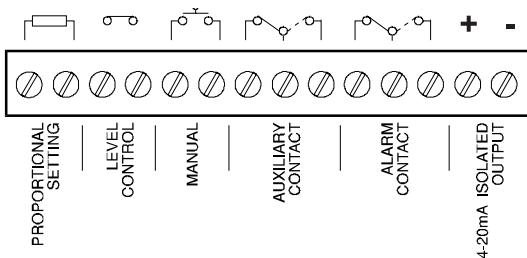 + -
PROPORTIONAL
SETTING
LEVEL
CONTROL
MANUAL
AUXILIARY
CONTACT
ALARM
CONTACT
4-20mA ISOLATED
OUTPUT